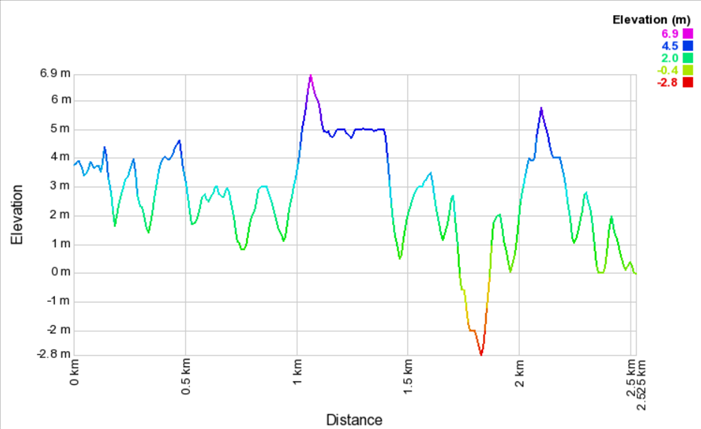 Elevation (m)
6.9
4.5
2.0
-0.4
-2.8
6.9 m
6 m
5 m
4 m
3 m
2 m
1 m
0 m
-1 m
-2 m
-2.8 m
Elevation
0 km
0.5 km
1 km
1.5 km
2 km
2.5 km
2.525 km
Distance